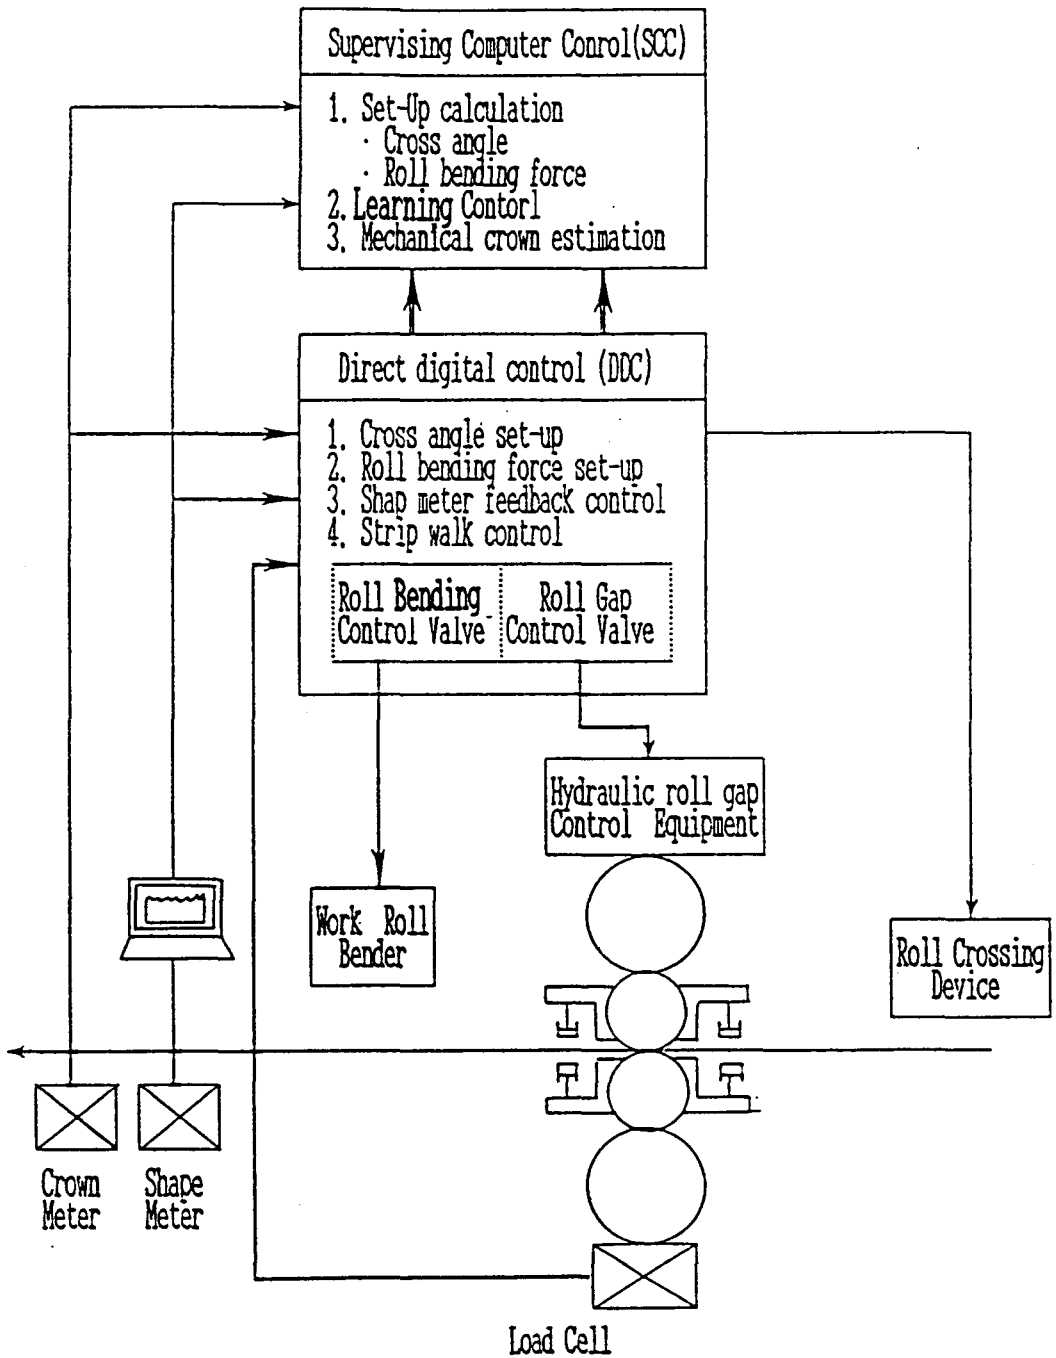 Supervising Computer Conrol(SCC)
1. Set-Up calculation
· Cross angle
· Roll bending force
2. Learning Contorl
3. Mechanical crown estimation
Direct digital control (DDC)
1. Cross angle set-up
2. Roll bending force set-up
3. Shap meter feedback control
4. Strip walk control
Roll Bending
Control Valve
Roll Gap
Control Valve
Hydraulic roll gap
Control Equipment
Work Roll
Bender
Roll Crossing
Device
Crown
Meter
Shape
Meter
Load Cell